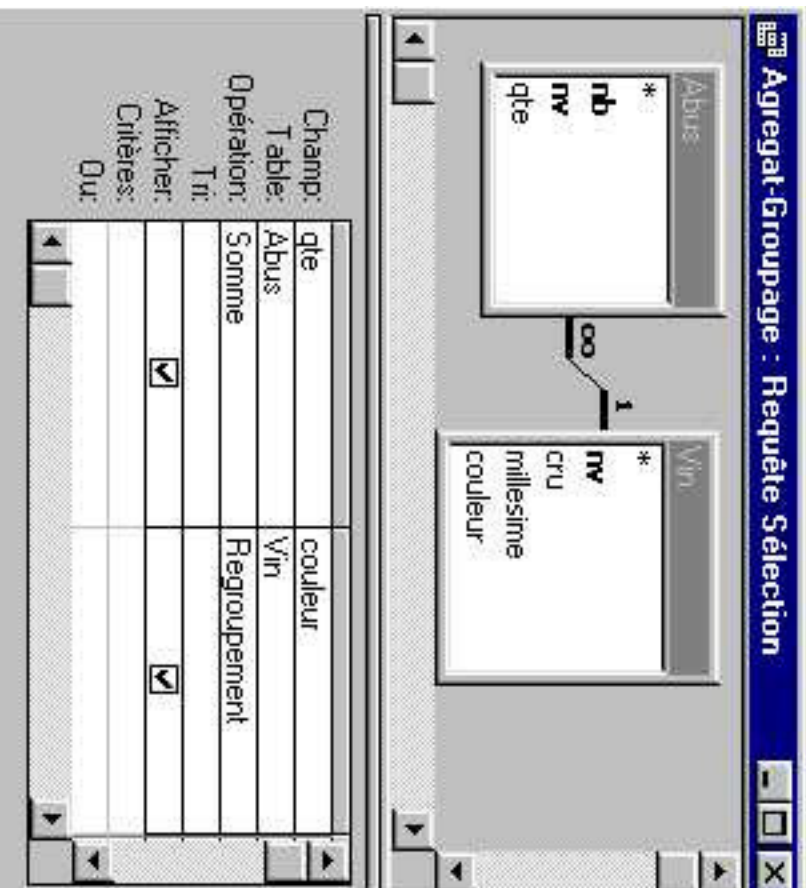 Agregat-Groupage : Requête Sélection
Abus
*
nb
nv
qte
∞ 1
Vin
*
nv
cru
millesime
couleur
Champ: qte couleur
Table: Abus Vin
Opération: Somme Regroupement
Tri:
Afficher:
Critères:
Ou: